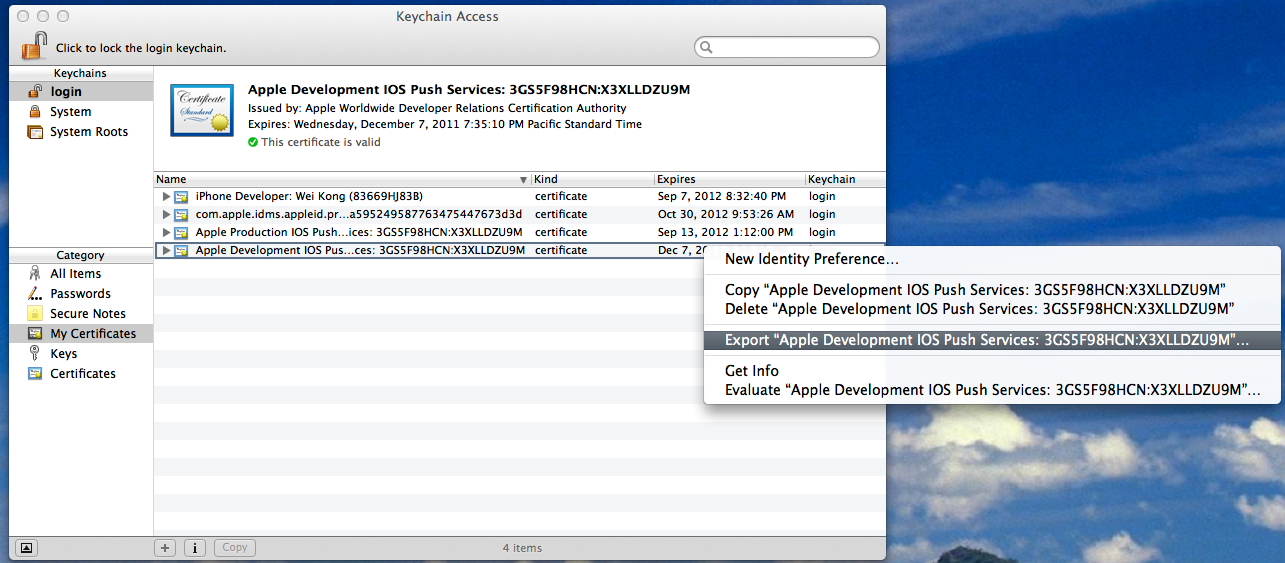 Keychain Access
Click to lock the login keychain.
Keychains
login
System
System Roots
Certificate
Standard
Apple Development IOS Push Services: 3GS5F98HCN:X3XLLDZU9M
Issued by: Apple Worldwide Developer Relations Certification Authority
Expires: Wednesday, December 7, 2011 7:35:10 PM Pacific Standard Time
This certificate is valid
Name Kind Expires Keychain
iPhone Developer: Wei Kong (83669HJ83B) certificate Sep 7, 2012 8:32:40 PM login
com.apple.idms.appleid.pr...a595249587763475447673d3d certificate Oct 30, 2012 9:53:26 AM login
Apple Production IOS Push...ices: 3GS5F98HCN:X3XLLDZU9M certificate Sep 13, 2012 1:12:00 PM login
Apple Development IOS Pus...ces: 3GS5F98HCN:X3XLLDZU9M certificate Dec 7, 20
Category
All Items
Passwords
Secure Notes
My Certificates
Keys
Certificates
New Identity Preference...
Copy “Apple Development IOS Push Services: 3GS5F98HCN:X3XLLDZU9M”
Delete “Apple Development IOS Push Services: 3GS5F98HCN:X3XLLDZU9M”
Export “Apple Development IOS Push Services: 3GS5F98HCN:X3XLLDZU9M”...
Get Info
Evaluate “Apple Development IOS Push Services: 3GS5F98HCN:X3XLLDZU9M”...
Copy
4 items